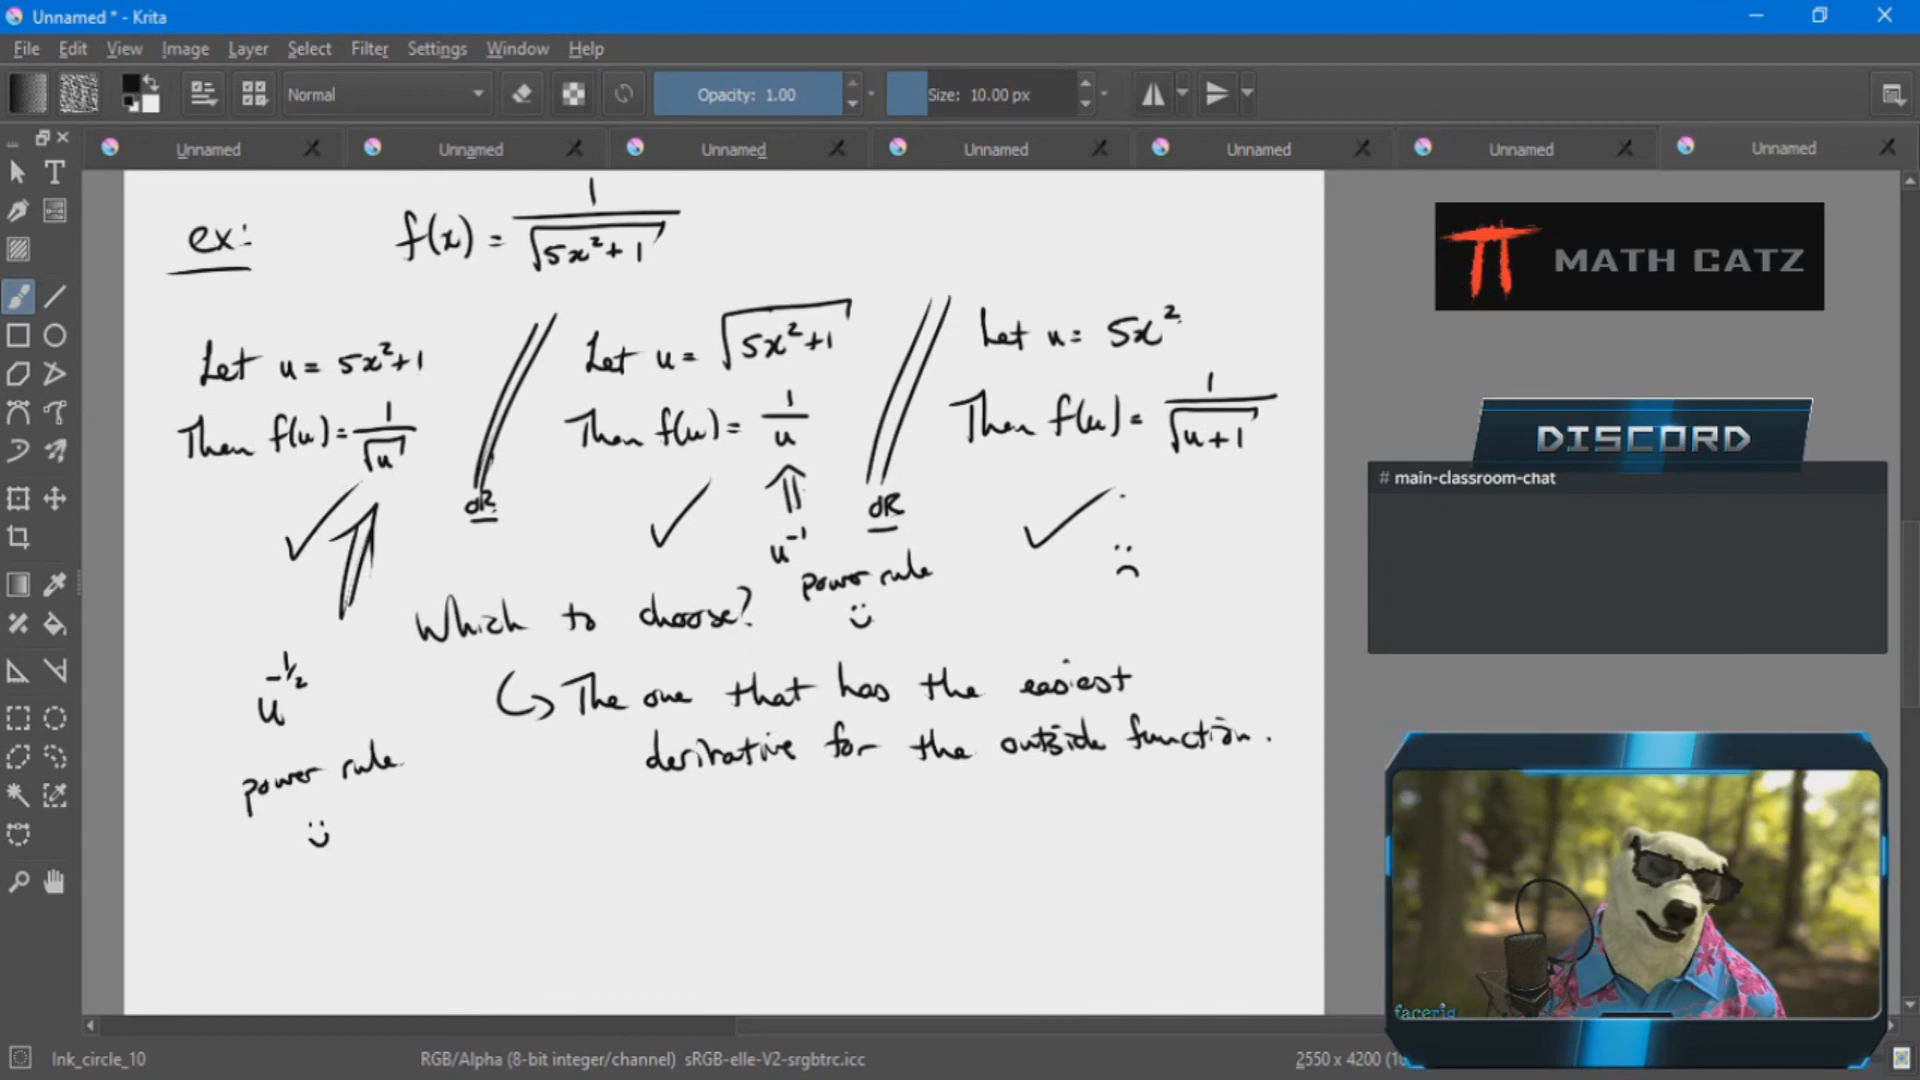 Unnamed * - Krita
File Edit View Image Layer Select Filter Settings Window Help
Normal Opacity: 1.00 Size: 10.00 px
Unnamed Unnamed Unnamed Unnamed Unnamed Unnamed Unnamed
ex: f(x) = 1/√(5x²+1)
Let u = 5x²+1
Then f(u) = 1/√u
OR
Let u = √(5x²+1)
Then f(u) = 1/u
u⁻¹
power rule
OR
Let u = 5x²
Then f(u) = 1/√(u+1)
u^(-1/2)
power rule
Which to choose?
The one that has the easiest
derivative for the outside function.
MATH CATZ
DISCORD
# main-classroom-chat
facerig
Ink_circle_10 RGB/Alpha (8-bit integer/channel) sRGB-elle-V2-srgbtrc.icc 2550 x 4200 (10